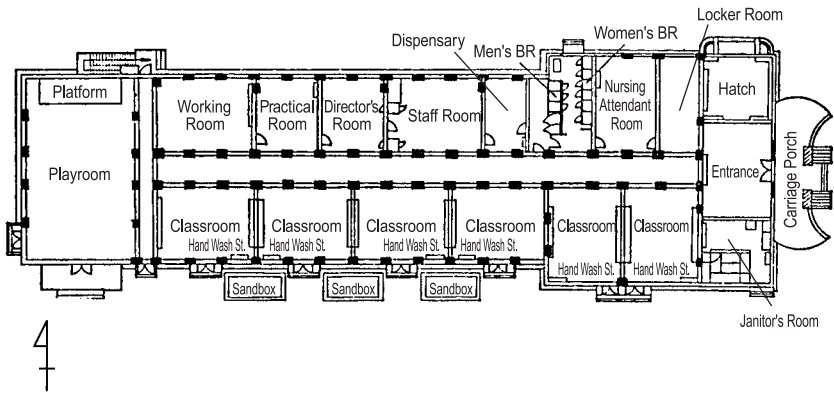 Locker Room
Women's BR
Dispensary
Men's BR
Platform
Working
Room
Practical
Room
Director's
Room
Staff Room
Nursing
Attendant
Room
Hatch
Playroom
Entrance
Carriage Porch
Classroom
Hand Wash St.
Classroom
Hand Wash St.
Classroom
Hand Wash St.
Classroom
Hand Wash St.
Classroom
Hand Wash St.
Classroom
Hand Wash St.
Sandbox
Sandbox
Sandbox
Janitor's Room